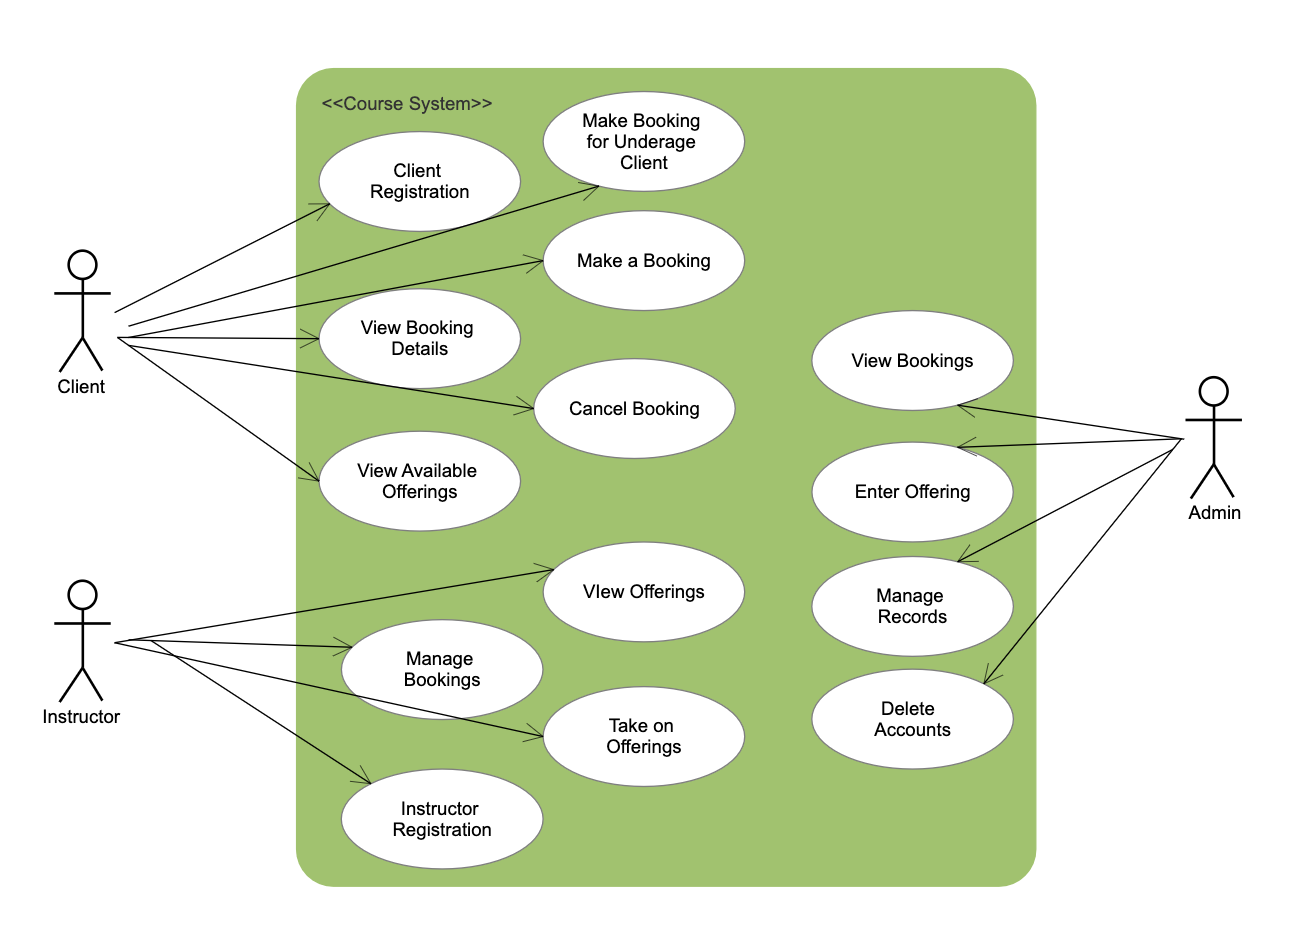 <<Course System>>
Make Booking
for Underage
Client
Client
Registration
Make a Booking
View Booking
Details
View Bookings
Client
Cancel Booking
View Available
Offerings
Enter Offering
Admin
VIew Offerings
Manage
Records
Manage
Bookings
Instructor
Take on
Offerings
Delete
Accounts
Instructor
Registration